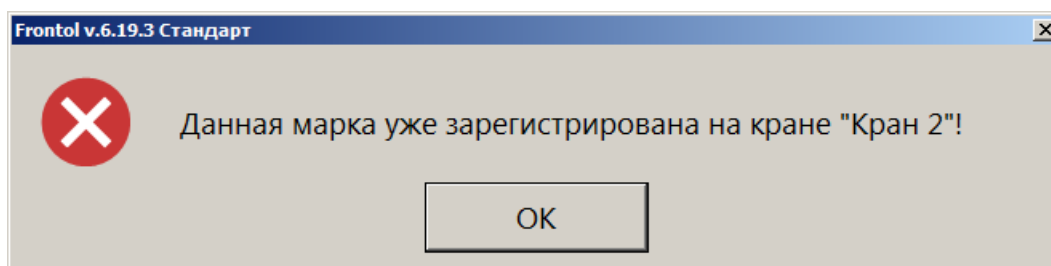 Frontol v.6.19.3 Стандарт
Данная марка уже зарегистрирована на кране "Кран 2"!
OK